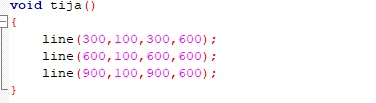 void tija()
{
line(300,100,300,600);
line(600,100,600,600);
line(900,100,900,600);
}